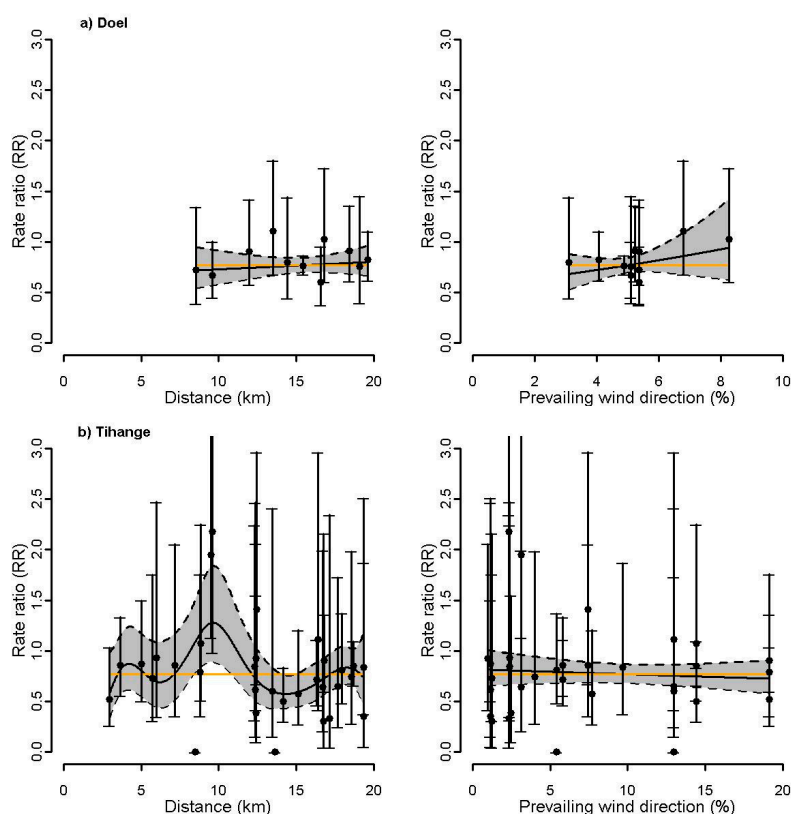 a) Doel
Rate ratio (RR)
0.0 0.5 1.0 1.5 2.0 2.5 3.0
0 5 10 15 20
Distance (km)
Rate ratio (RR)
0.0 0.5 1.0 1.5 2.0 2.5 3.0
0 2 4 6 8 10
Prevailing wind direction (%)
b) Tihange
Rate ratio (RR)
0.0 0.5 1.0 1.5 2.0 2.5 3.0
0 5 10 15 20
Distance (km)
Rate ratio (RR)
0.0 0.5 1.0 1.5 2.0 2.5 3.0
0 5 10 15 20
Prevailing wind direction (%)